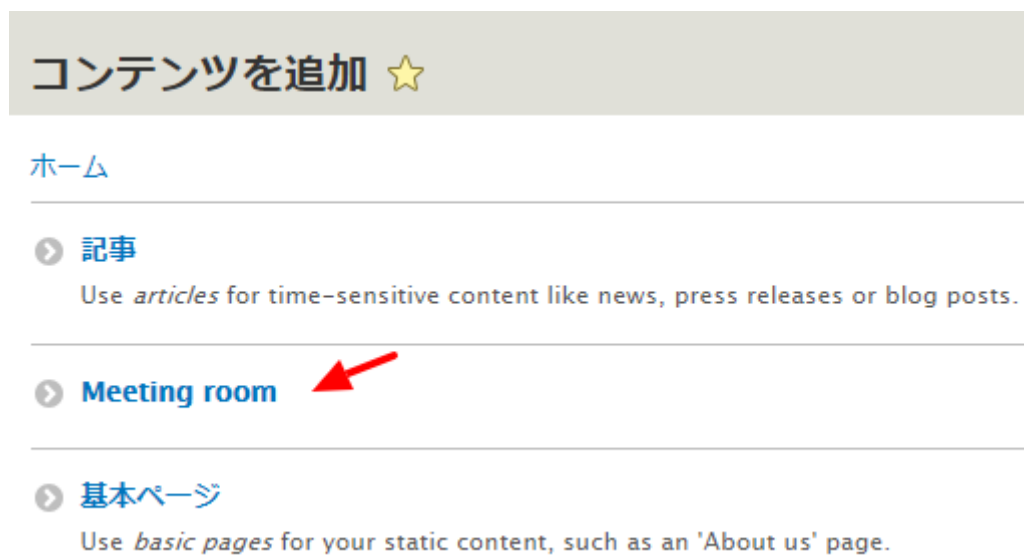 コンテンツを追加
ホーム
記事
Use articles for time-sensitive content like news, press releases or blog posts.
Meeting room
基本ページ
Use basic pages for your static content, such as an 'About us' page.